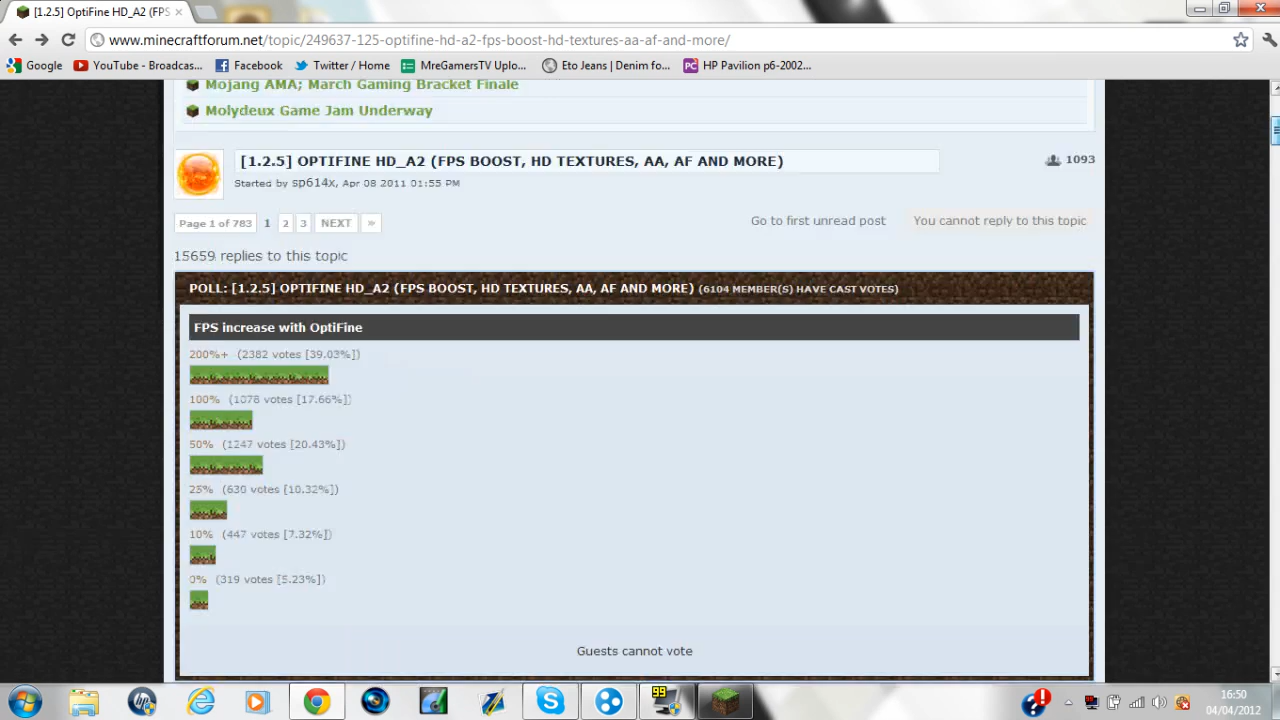 [1.2.5] OptiFine HD_A2 (FPS
www.minecraftforum.net/topic/249637-125-optifine-hd-a2-fps-boost-hd-textures-aa-af-and-more/
Google YouTube - Broadcas... Facebook Twitter / Home MreGamersTV Uplo... Eto Jeans | Denim fo... HP Pavilion p6-2002...
Mojang AMA; March Gaming Bracket Finale
Molydeux Game Jam Underway
[1.2.5] OPTIFINE HD_A2 (FPS BOOST, HD TEXTURES, AA, AF AND MORE) 1093
Started by sp614x, Apr 08 2011 01:55 PM
Page 1 of 783 1 2 3 NEXT » Go to first unread post You cannot reply to this topic
15659 replies to this topic
POLL: [1.2.5] OPTIFINE HD_A2 (FPS BOOST, HD TEXTURES, AA, AF AND MORE) (6104 MEMBER(S) HAVE CAST VOTES)
FPS increase with OptiFine
200%+ (2382 votes [39.03%])
100% (1078 votes [17.66%])
50% (1247 votes [20.43%])
25% (630 votes [10.32%])
10% (447 votes [7.32%])
0% (319 votes [5.23%])
Guests cannot vote
99
16:50
04/04/2012